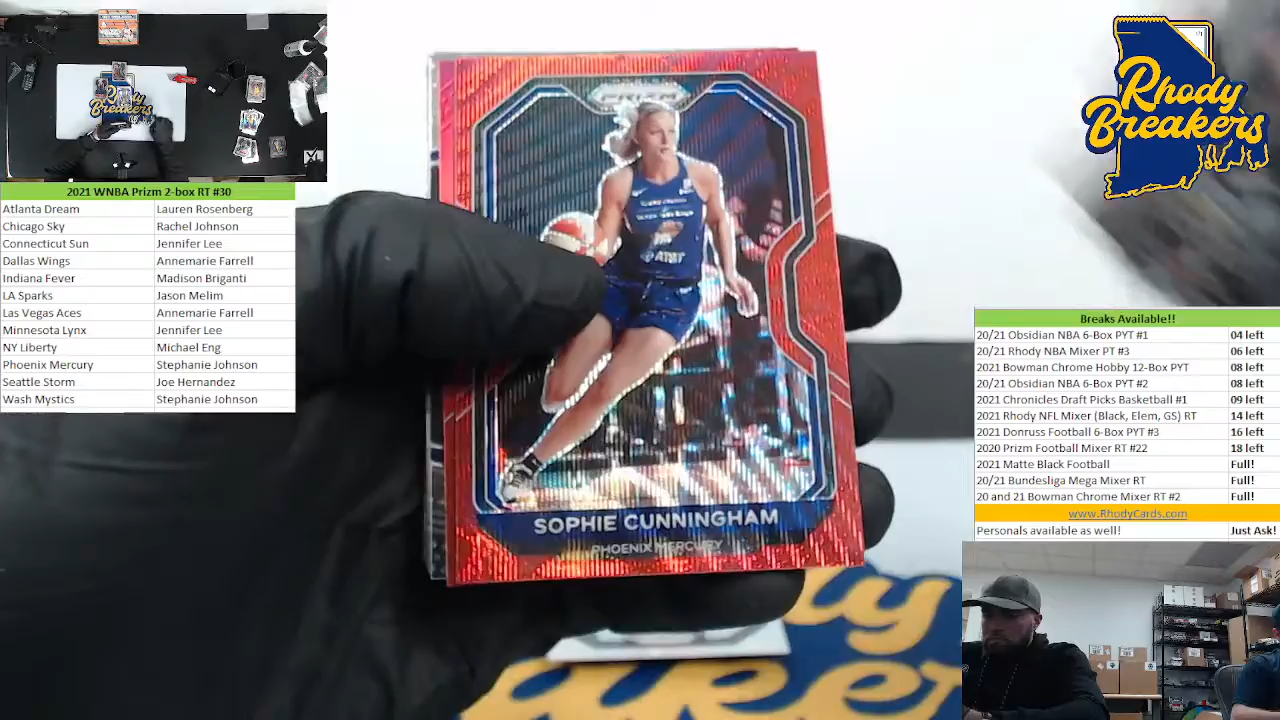 2021 WNBA Prizm 2-box RT #30
Atlanta Dream Lauren Rosenberg
Chicago Sky Rachel Johnson
Connecticut Sun Jennifer Lee
Dallas Wings Annemarie Farrell
Indiana Fever Madison Briganti
LA Sparks Jason Melim
Las Vegas Aces Annemarie Farrell
Minnesota Lynx Jennifer Lee
NY Liberty Michael Eng
Phoenix Mercury Stephanie Johnson
Seattle Storm Joe Hernandez
Wash Mystics Stephanie Johnson
Rhody
Breakers
PRIZM
AT&T
SOPHIE CUNNINGHAM
PHOENIX MERCURY
Rhody
Breakers
Breaks Available!!
20/21 Obsidian NBA 6-Box PYT #1 04 left
20/21 Rhody NBA Mixer PT #3 06 left
2021 Bowman Chrome Hobby 12-Box PYT 08 left
20/21 Obsidian NBA 6-Box PYT #2 08 left
2021 Chronicles Draft Picks Basketball #1 09 left
2021 Rhody NFL Mixer (Black, Elem, GS) RT 14 left
2021 Donruss Football 6-Box PYT #3 16 left
2020 Prizm Football Mixer RT #22 18 left
2021 Matte Black Football Full!
20/21 Bundesliga Mega Mixer RT Full!
20 and 21 Bowman Chrome Mixer RT #2 Full!
www.RhodyCards.com
Personals available as well! Just Ask!